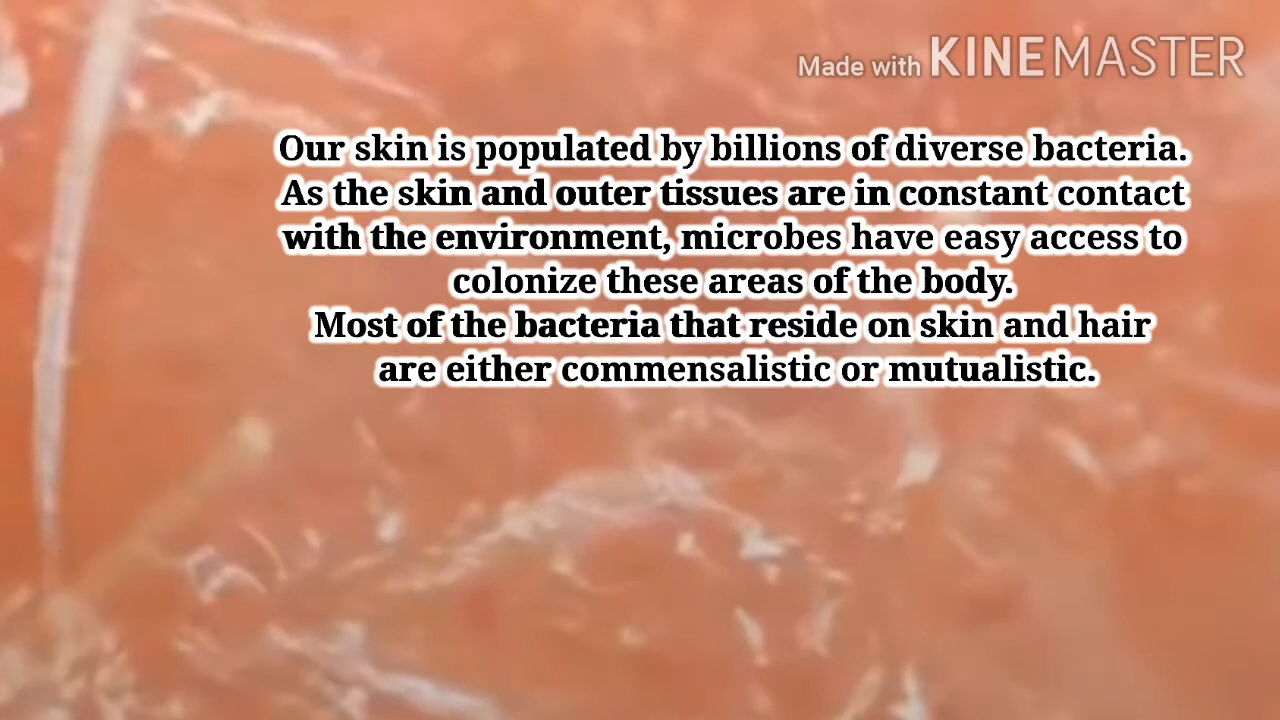 Made with KINEMASTER
Our skin is populated by billions of diverse bacteria.
As the skin and outer tissues are in constant contact
with the environment, microbes have easy access to
colonize these areas of the body.
Most of the bacteria that reside on skin and hair
are either commensalistic or mutualistic.